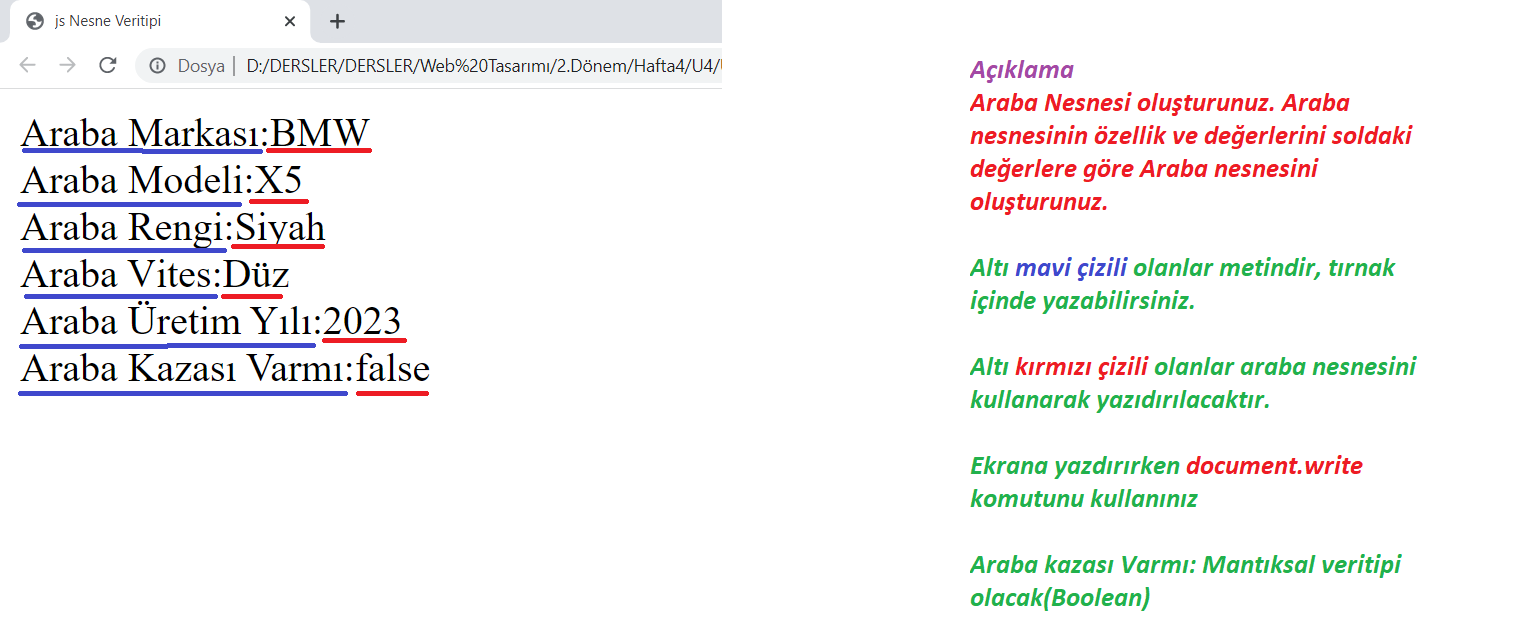 js Nesne Veritipi
Dosya | D:/DERSLER/DERSLER/Web%20Tasarımı/2.Dönem/Hafta4/U4/
Araba Markası:BMW
Araba Modeli:X5
Araba Rengi:Siyah
Araba Vites:Düz
Araba Üretim Yılı:2023
Araba Kazası Varmı:false
Açıklama
Araba Nesnesi oluşturunuz. Araba
nesnesinin özellik ve değerlerini soldaki
değerlere göre Araba nesnesini
oluşturunuz.
Altı mavi çizili olanlar metindir, tırnak
içinde yazabilirsiniz.
Altı kırmızı çizili olanlar araba nesnesini
kullanarak yazıdırılacaktır.
Ekrana yazdırırken document.write
komutunu kullanınız
Araba kazası Varmı: Mantıksal veritipi
olacak(Boolean)